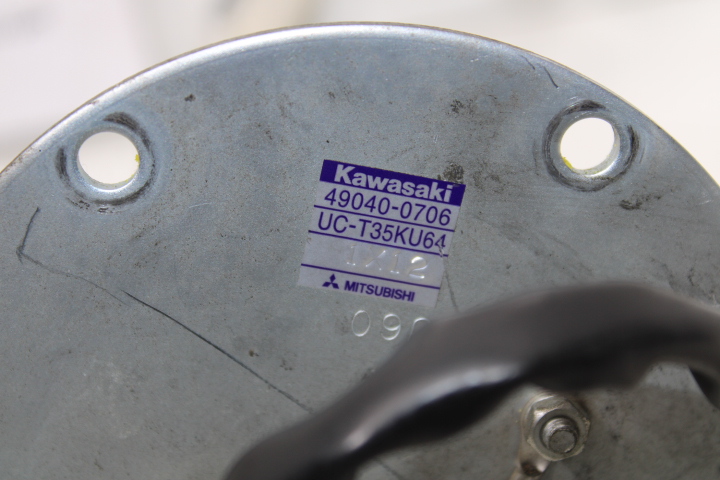 Kawasaki
49040-0706
UC-T35KU64
MITSUBISHI